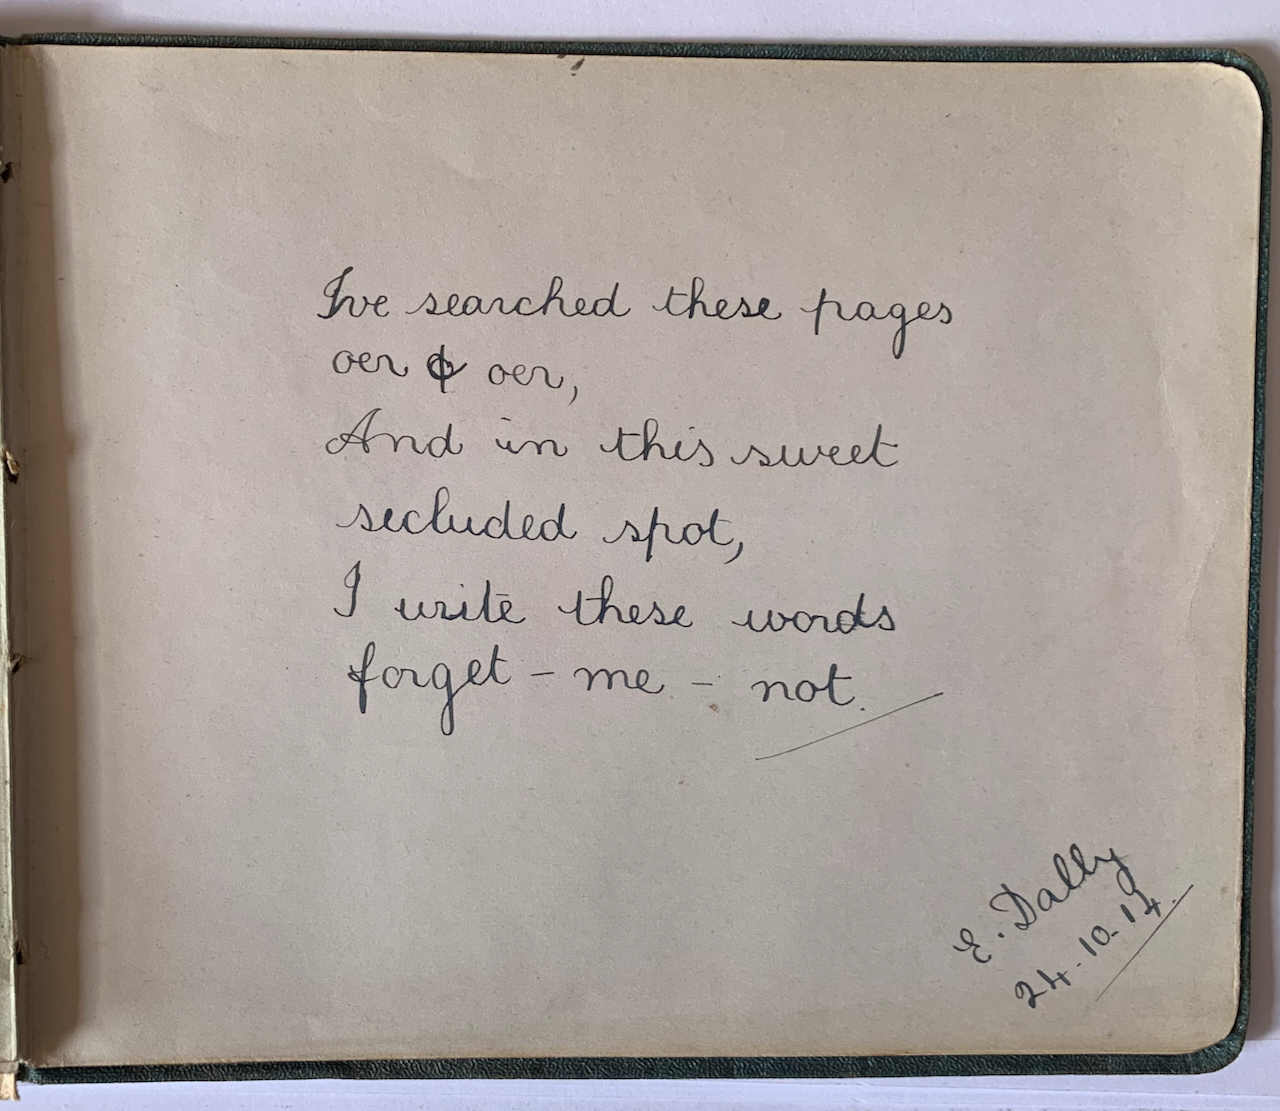 Ive searched these pages
oer & oer,
And in this sweet
secluded spot,
I write these words
forget - me - not.
E. Dally
24.10.14.